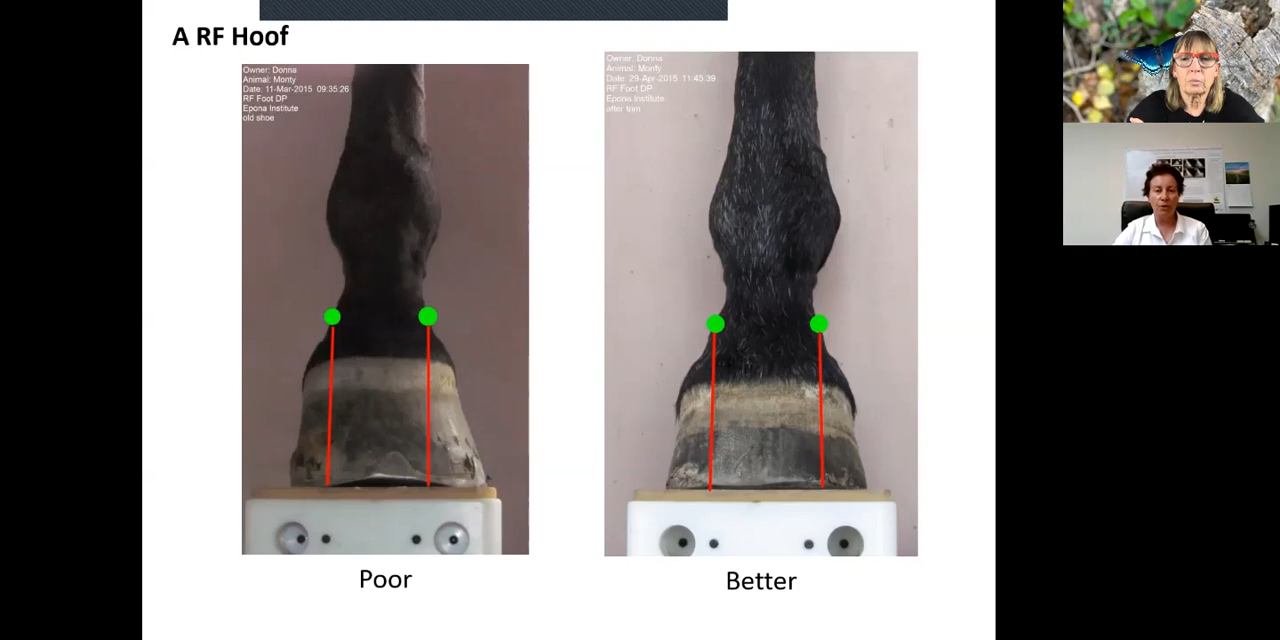 A RF Hoof
Owner: Donna
Animal: Monty
Date: 11-Mar-2015 09:35:26
RF Foot DP
Epona Institute
old shoe
Owner: Donna
Animal: Monty
Date: 29-Apr-2015 11:45:39
RF Foot DP
Epona Institute
after trim
Poor
Better